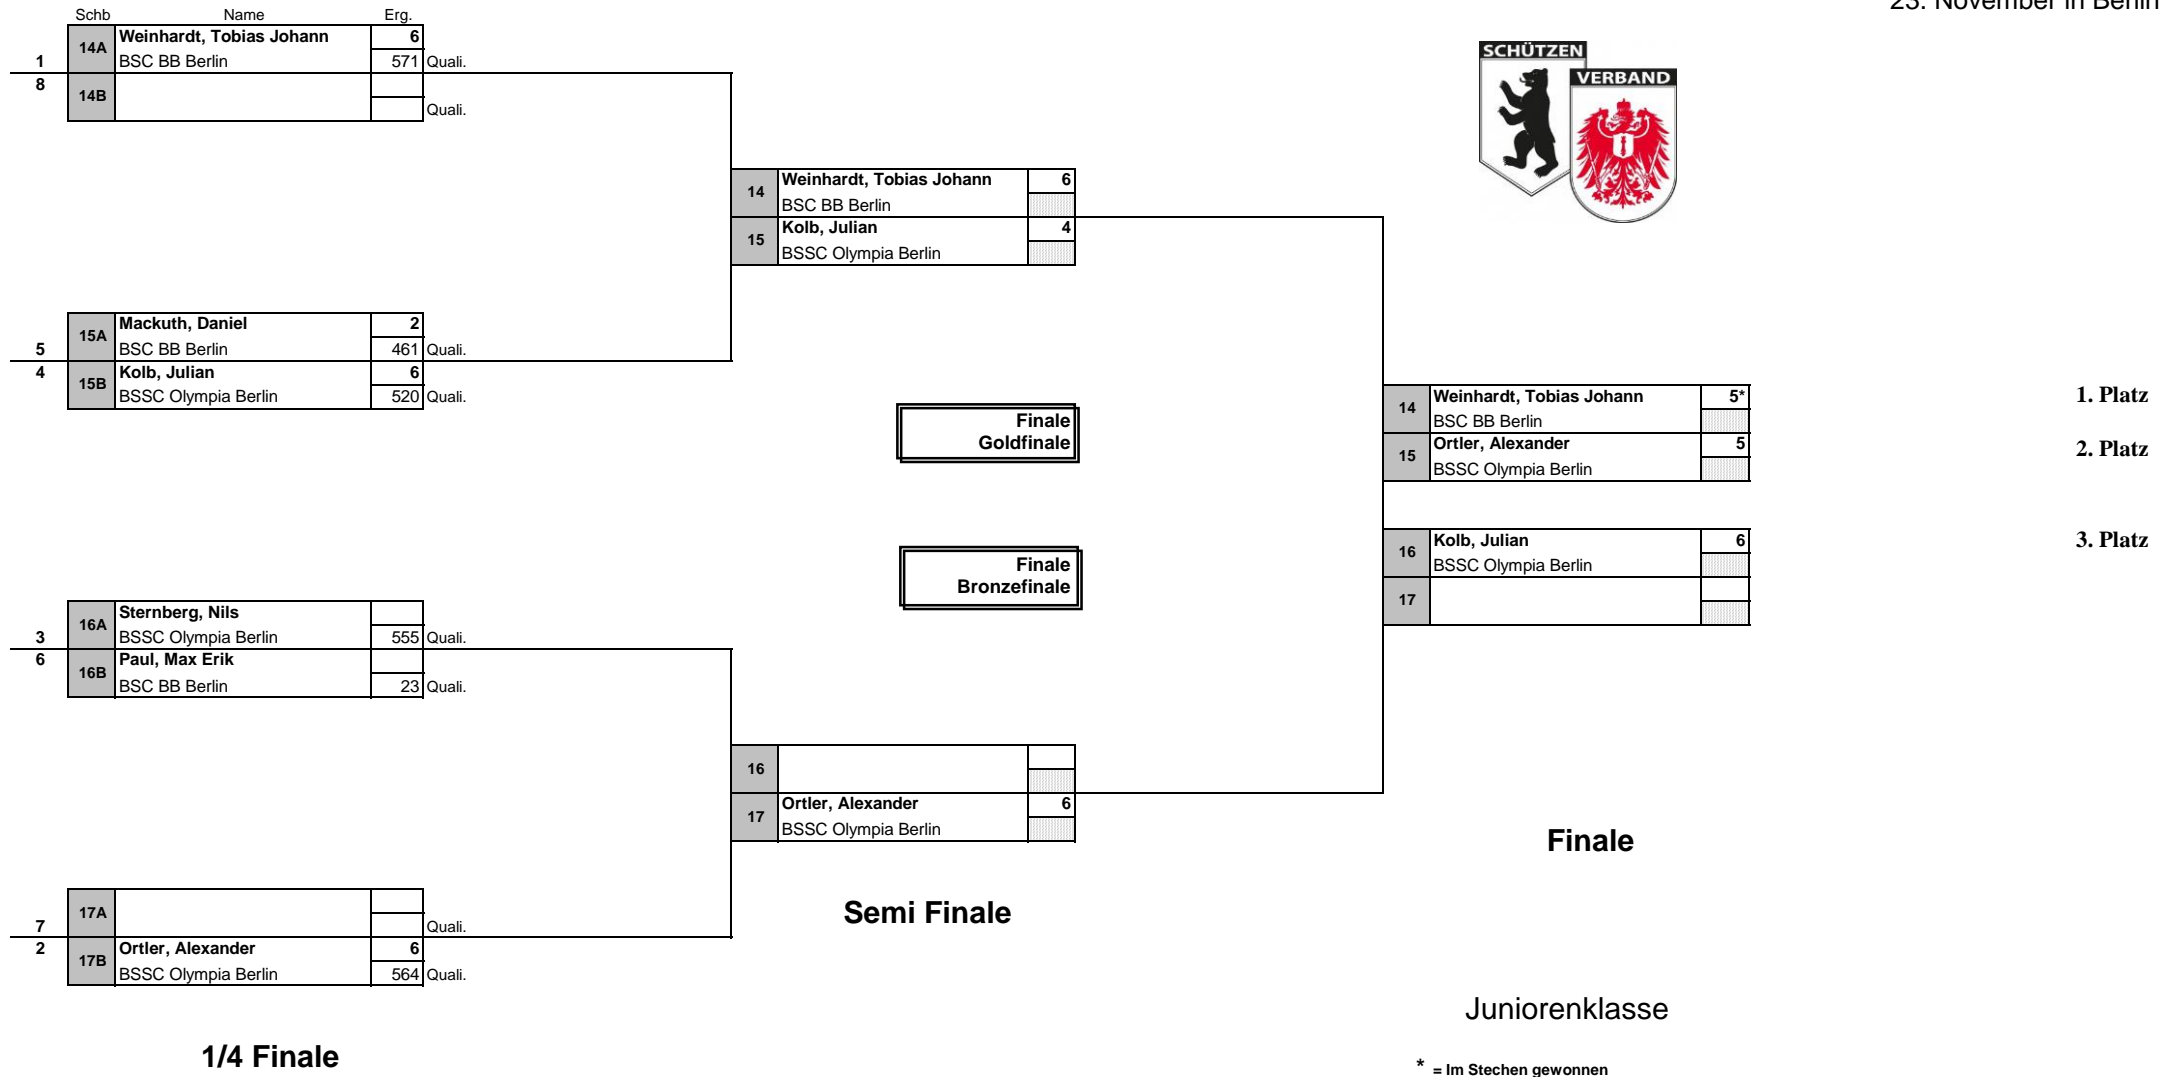 23. November in Berlin
Schb Name Erg.
14A Weinhardt, Tobias Johann 6
1 BSC BB Berlin 571 Quali.
8 14B
Quali.
SCHÜTZEN
VERBAND
14 Weinhardt, Tobias Johann 6
BSC BB Berlin
15 Kolb, Julian 4
BSSC Olympia Berlin
15A Mackuth, Daniel 2
5 BSC BB Berlin 461 Quali.
4 15B Kolb, Julian 6
BSSC Olympia Berlin 520 Quali.
14 Weinhardt, Tobias Johann 5* 1. Platz
BSC BB Berlin
15 Ortler, Alexander 5 2. Platz
BSSC Olympia Berlin
Finale
Goldfinale
16 Kolb, Julian 6 3. Platz
BSSC Olympia Berlin
17
Finale
Bronzefinale
16A Sternberg, Nils
3 BSSC Olympia Berlin 555 Quali.
6 16B Paul, Max Erik
BSC BB Berlin 23 Quali.
16
17 Ortler, Alexander 6
BSSC Olympia Berlin
Finale
Semi Finale
17A
7 Quali.
2 17B Ortler, Alexander 6
BSSC Olympia Berlin 564 Quali.
Juniorenklasse
1/4 Finale
* = Im Stechen gewonnen